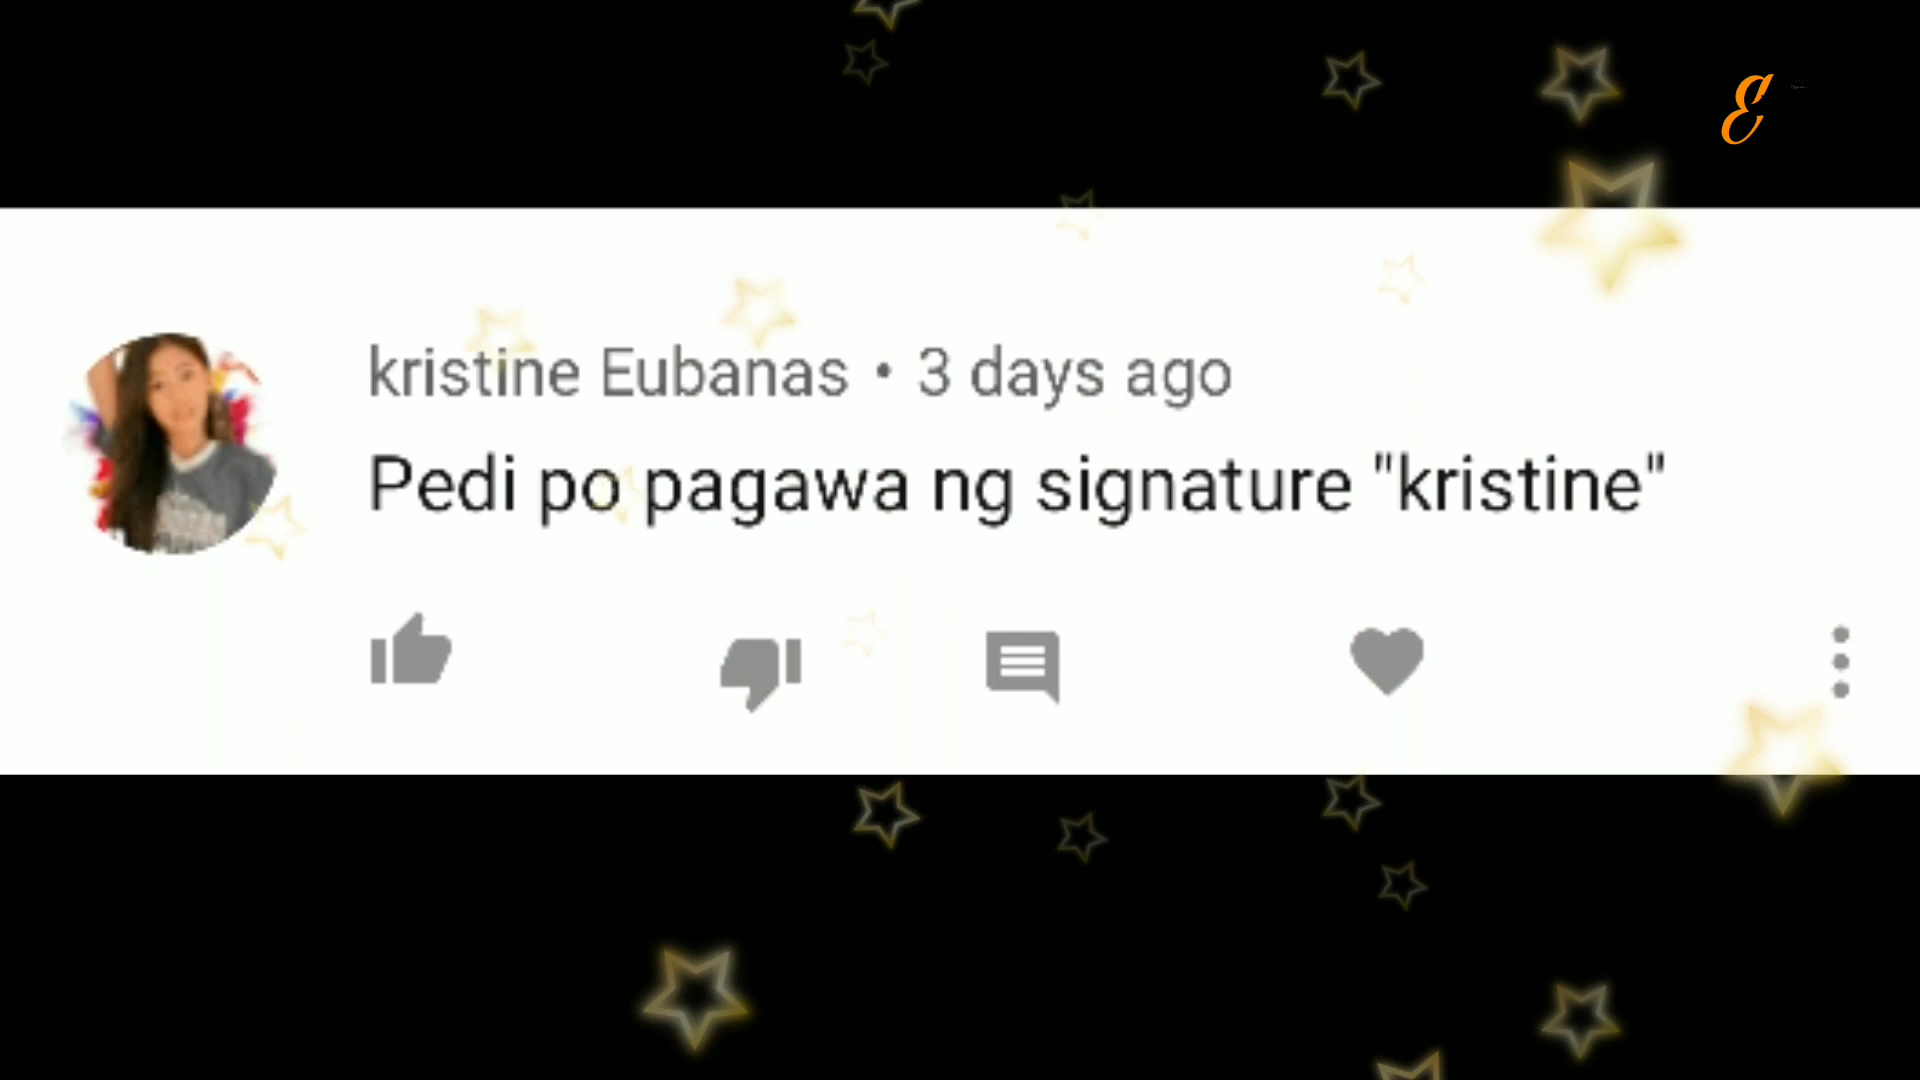 E
kristine Eubanas • 3 days ago
Pedi po pagawa ng signature "kristine"